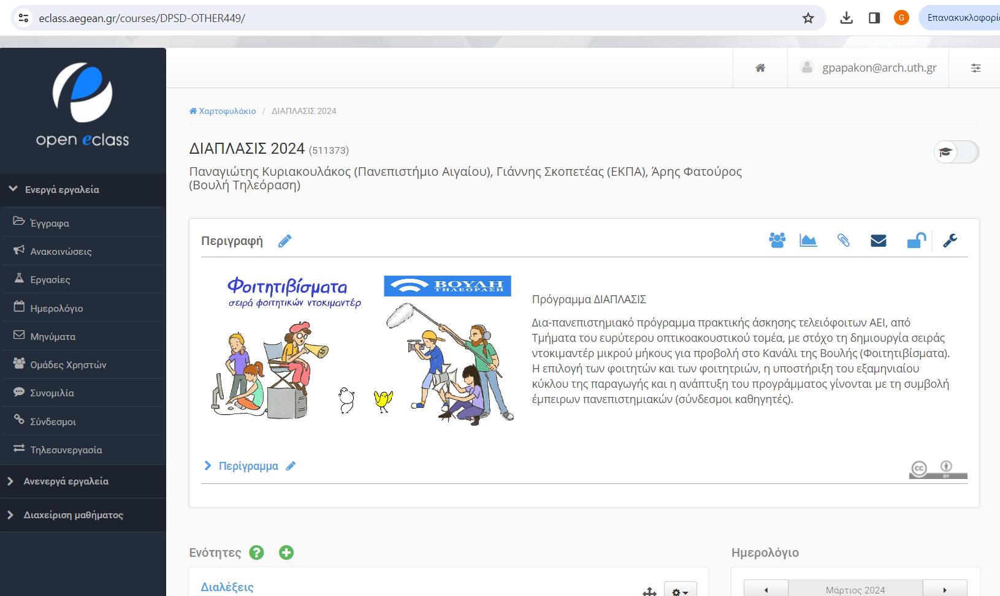 eclass.aegean.gr/courses/DPSD-OTHER449/
G
Επανακυκλοφορί
open eclass
gpapakon@arch.uth.gr
Χαρτοφυλάκιο / ΔΙΑΠΛΑΣΙΣ 2024
ΔΙΑΠΛΑΣΙΣ 2024 (511373)
Παναγιώτης Κυριακουλάκος (Πανεπιστήμιο Αιγαίου), Γιάννης Σκοπετέας (ΕΚΠΑ), Άρης Φατούρος
(Βουλή Τηλεόραση)
Ενεργά εργαλεία
Έγγραφα
Ανακοινώσεις
Εργασίες
Ημερολόγιο
Μηνύματα
Ομάδες Χρηστών
Συνομιλία
Σύνδεσμοι
Τηλεσυνεργασία
Ανενεργά εργαλεία
Διαχείριση μαθήματος
Περιγραφή
Φοιτητιβίσματα
σειρά φοιτητικών ντοκιμαντέρ
ΒΟΥΛΗ
ΤΗΛΕΟΡΑΣΗ
Πρόγραμμα ΔΙΑΠΛΑΣΙΣ
Δια-πανεπιστημιακό πρόγραμμα πρακτικής άσκησης τελειόφοιτων ΑΕΙ, από
Τμήματα του ευρύτερου οπτικοακουστικού τομέα, με στόχο τη δημιουργία σειράς
ντοκιμαντέρ μικρού μήκους για προβολή στο Κανάλι της Βουλής (Φοιτητιβίσματα).
Η επιλογή των φοιτητών και των φοιτητριών, η υποστήριξη του εξαμηνιαίου
κύκλου της παραγωγής και η ανάπτυξη του προγράμματος γίνονται με τη συμβολή
έμπειρων πανεπιστημιακών (σύνδεσμοι καθηγητές).
Περίγραμμα
cc
BY
Ενότητες
Διαλέξεις
Ημερολόγιο
Μάρτιος 2024